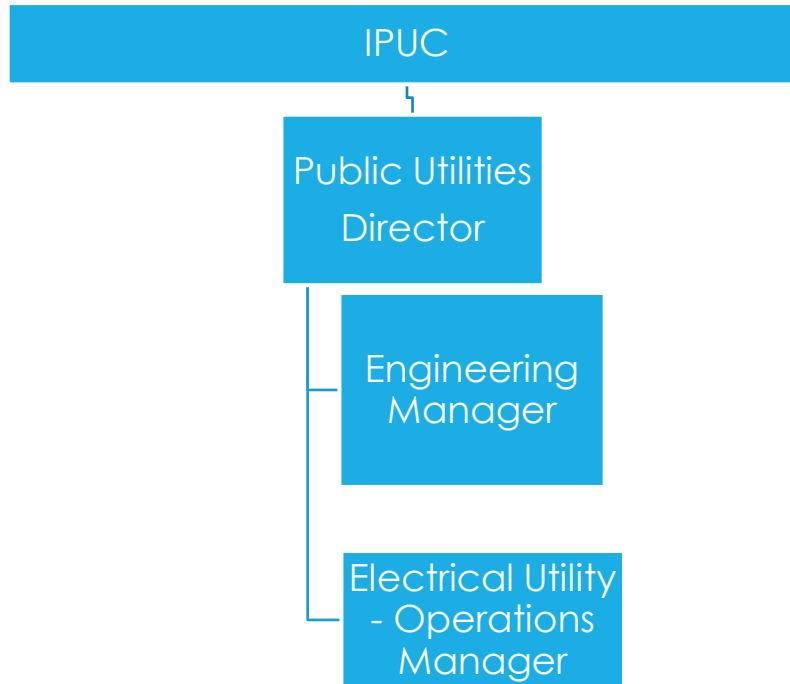 IPUC
Public Utilities
Director
Engineering
Manager
Electrical Utility
- Operations
Manager